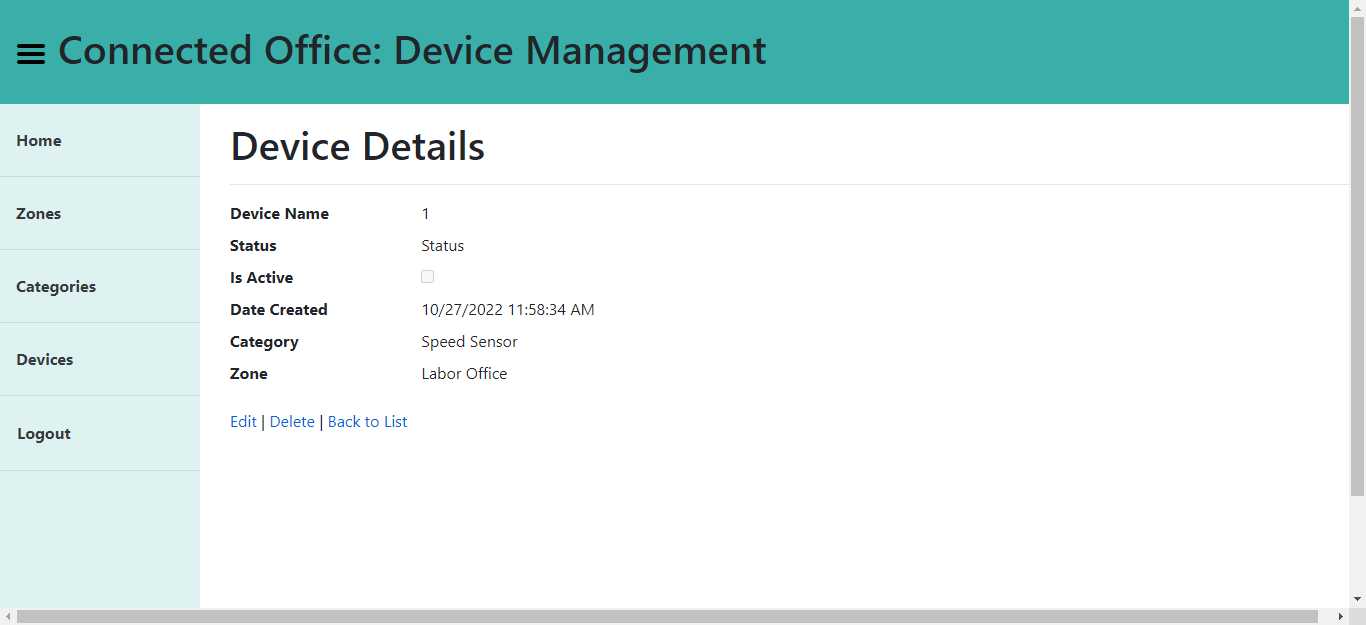 Connected Office: Device Management
Home
Zones
Categories
Devices
Logout
Device Details
Device Name 1
Status Status
Is Active
Date Created 10/27/2022 11:58:34 AM
Category Speed Sensor
Zone Labor Office
Edit | Delete | Back to List